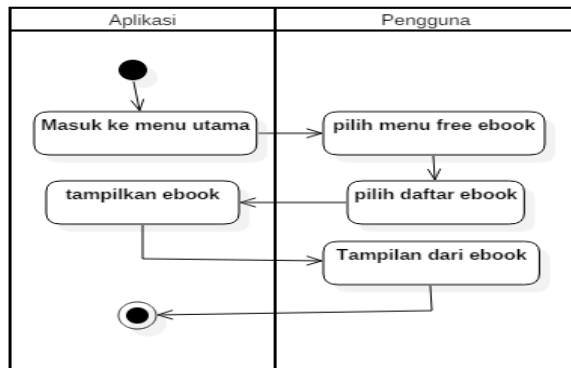 Aplikasi
Pengguna
Masuk ke menu utama
pilih menu free ebook
tampilkan ebook
pilih daftar ebook
Tampilan dari ebook